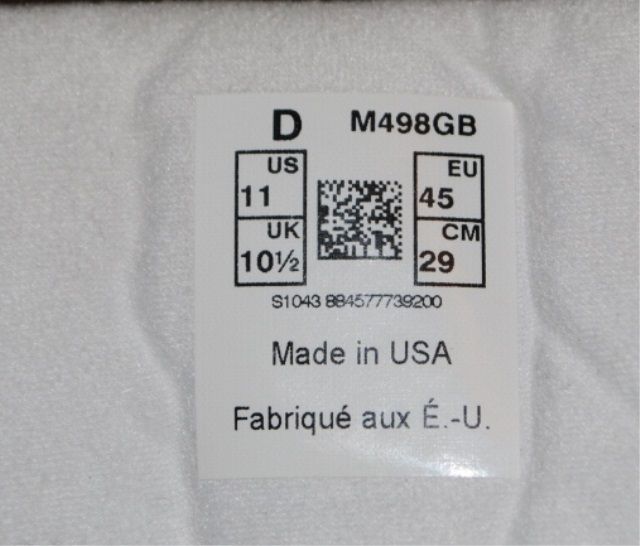 D M498GB
US EU
11 45
UK CM
10½ 29
S1043 884577739200
Made in USA
Fabriqué aux É.-U.